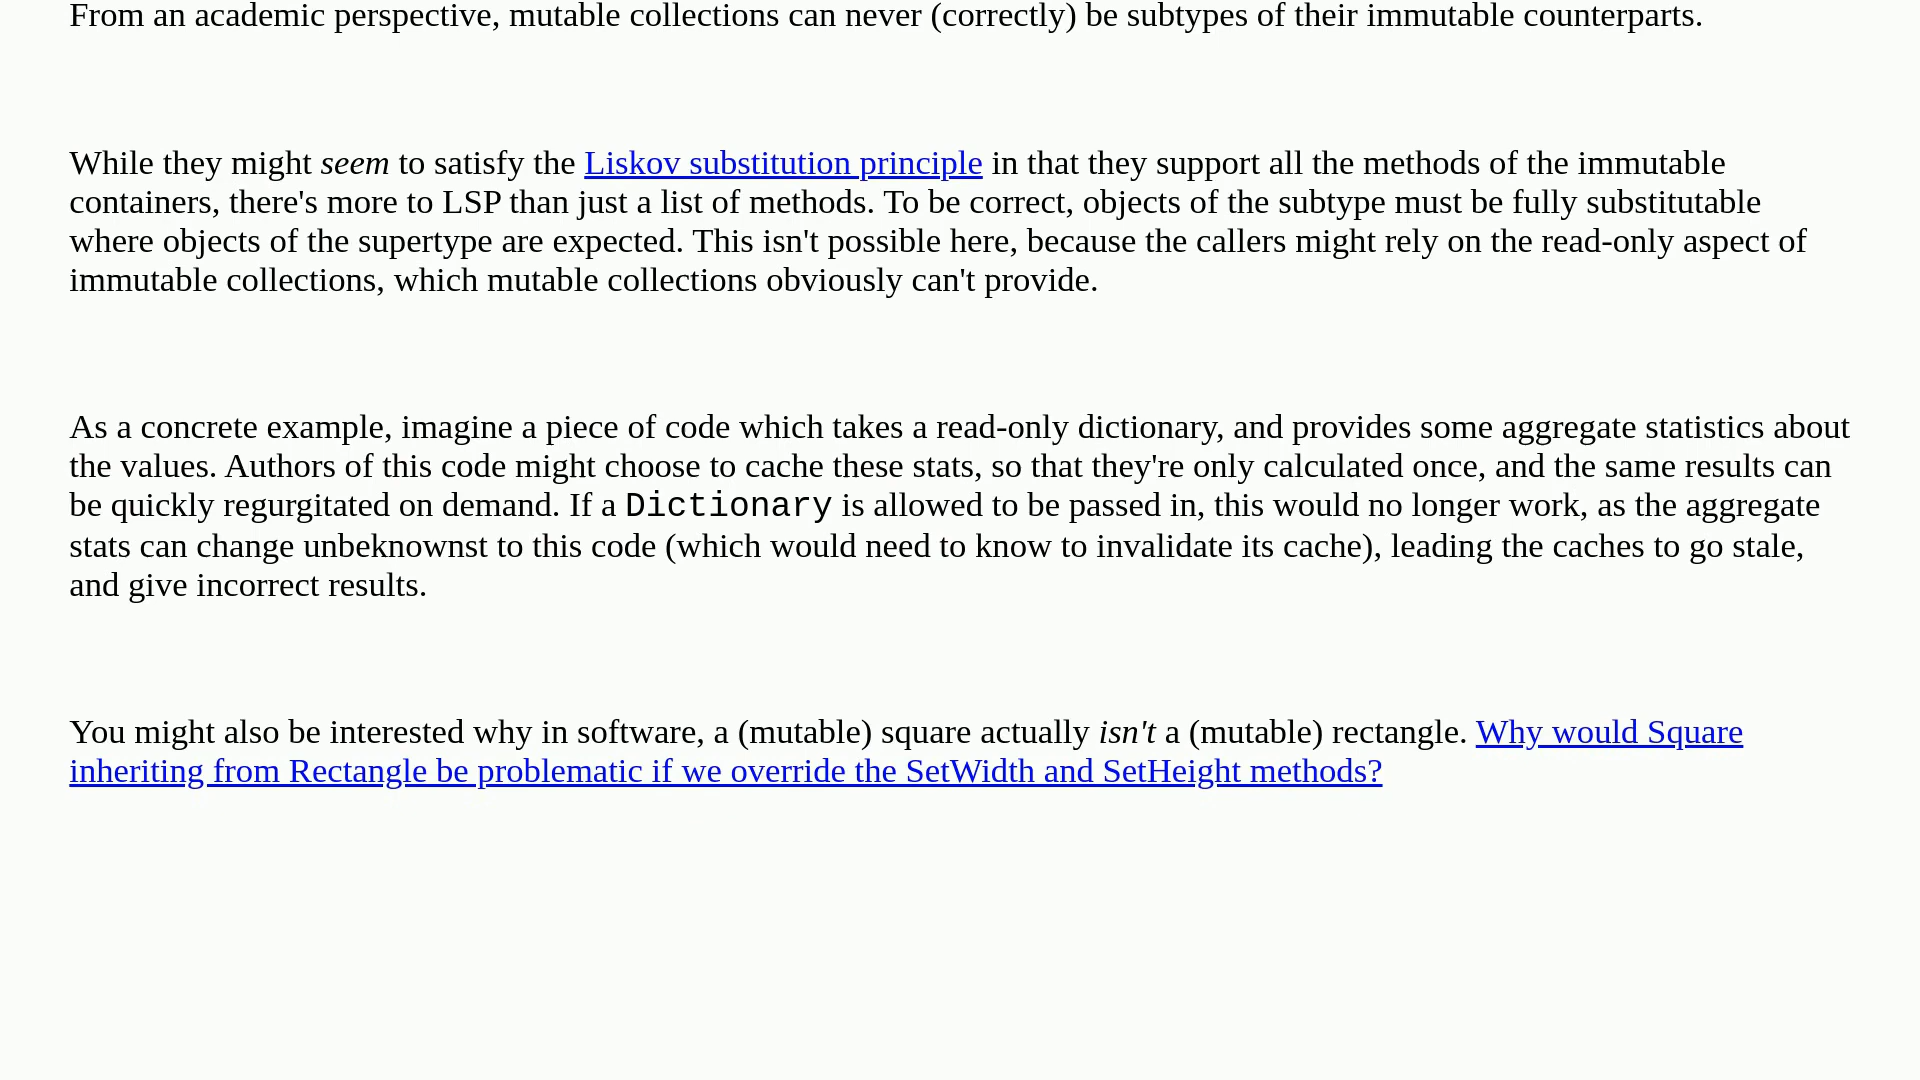 From an academic perspective, mutable collections can never (correctly) be subtypes of their immutable counterparts.
While they might seem to satisfy the Liskov substitution principle in that they support all the methods of the immutable
containers, there's more to LSP than just a list of methods. To be correct, objects of the subtype must be fully substitutable
where objects of the supertype are expected. This isn't possible here, because the callers might rely on the read-only aspect of
immutable collections, which mutable collections obviously can't provide.
As a concrete example, imagine a piece of code which takes a read-only dictionary, and provides some aggregate statistics about
the values. Authors of this code might choose to cache these stats, so that they're only calculated once, and the same results can
be quickly regurgitated on demand. If a Dictionary is allowed to be passed in, this would no longer work, as the aggregate
stats can change unbeknownst to this code (which would need to know to invalidate its cache), leading the caches to go stale,
and give incorrect results.
You might also be interested why in software, a (mutable) square actually isn't a (mutable) rectangle. Why would Square
inheriting from Rectangle be problematic if we override the SetWidth and SetHeight methods?